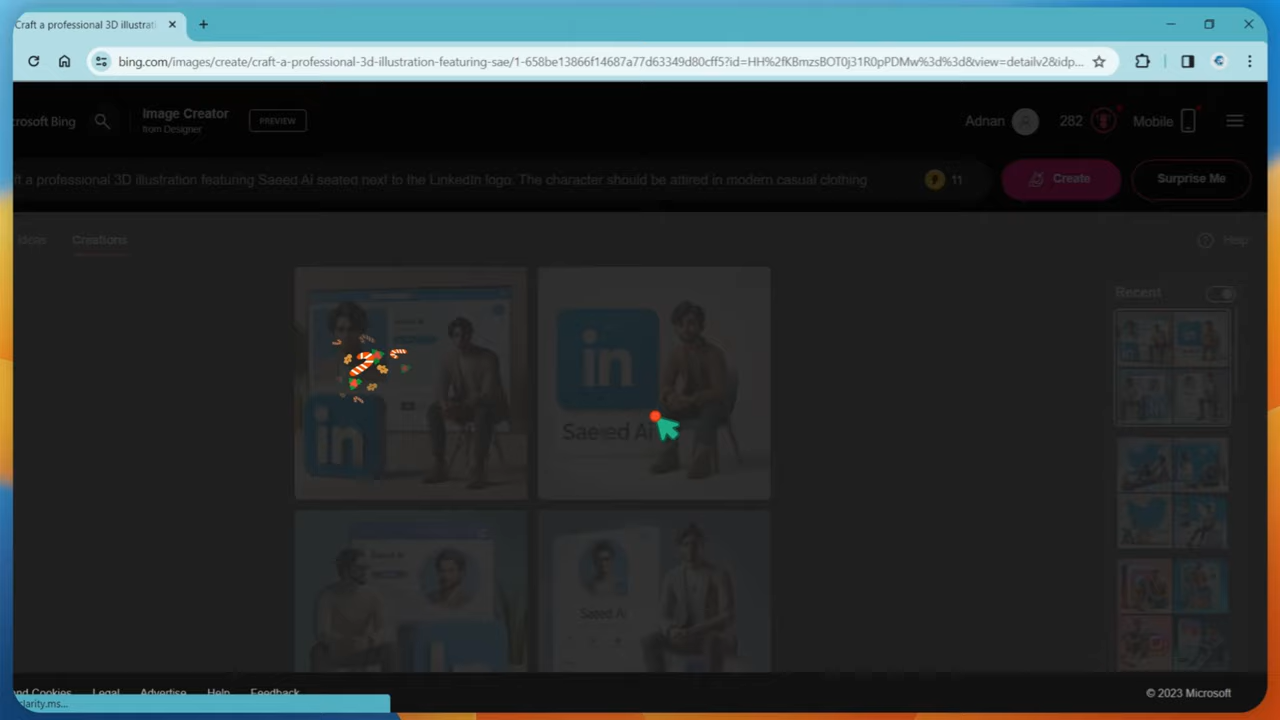 Craft a professional 3D illustrati
bing.com/images/create/craft-a-professional-3d-illustration-featuring-sae/1-658be13866f14687a77d63349d80cff5?id=HH%2fKBmzsBOT0j31R0pPDMw%3d%3d&view=detailv2&idp...
crosoft Bing
Image Creator
from Designer
PREVIEW
Adnan
282
Mobile
ft a professional 3D illustration featuring Saeed Ai seated next to the LinkedIn logo. The character should be attired in modern casual clothing
11
Create
Surprise Me
Ideas
Creations
Help
Recent
in
in
Saeed Ai
Saeed Ai
and Cookies
Legal
Advertise
Help
Feedback
© 2023 Microsoft
clarity.ms...